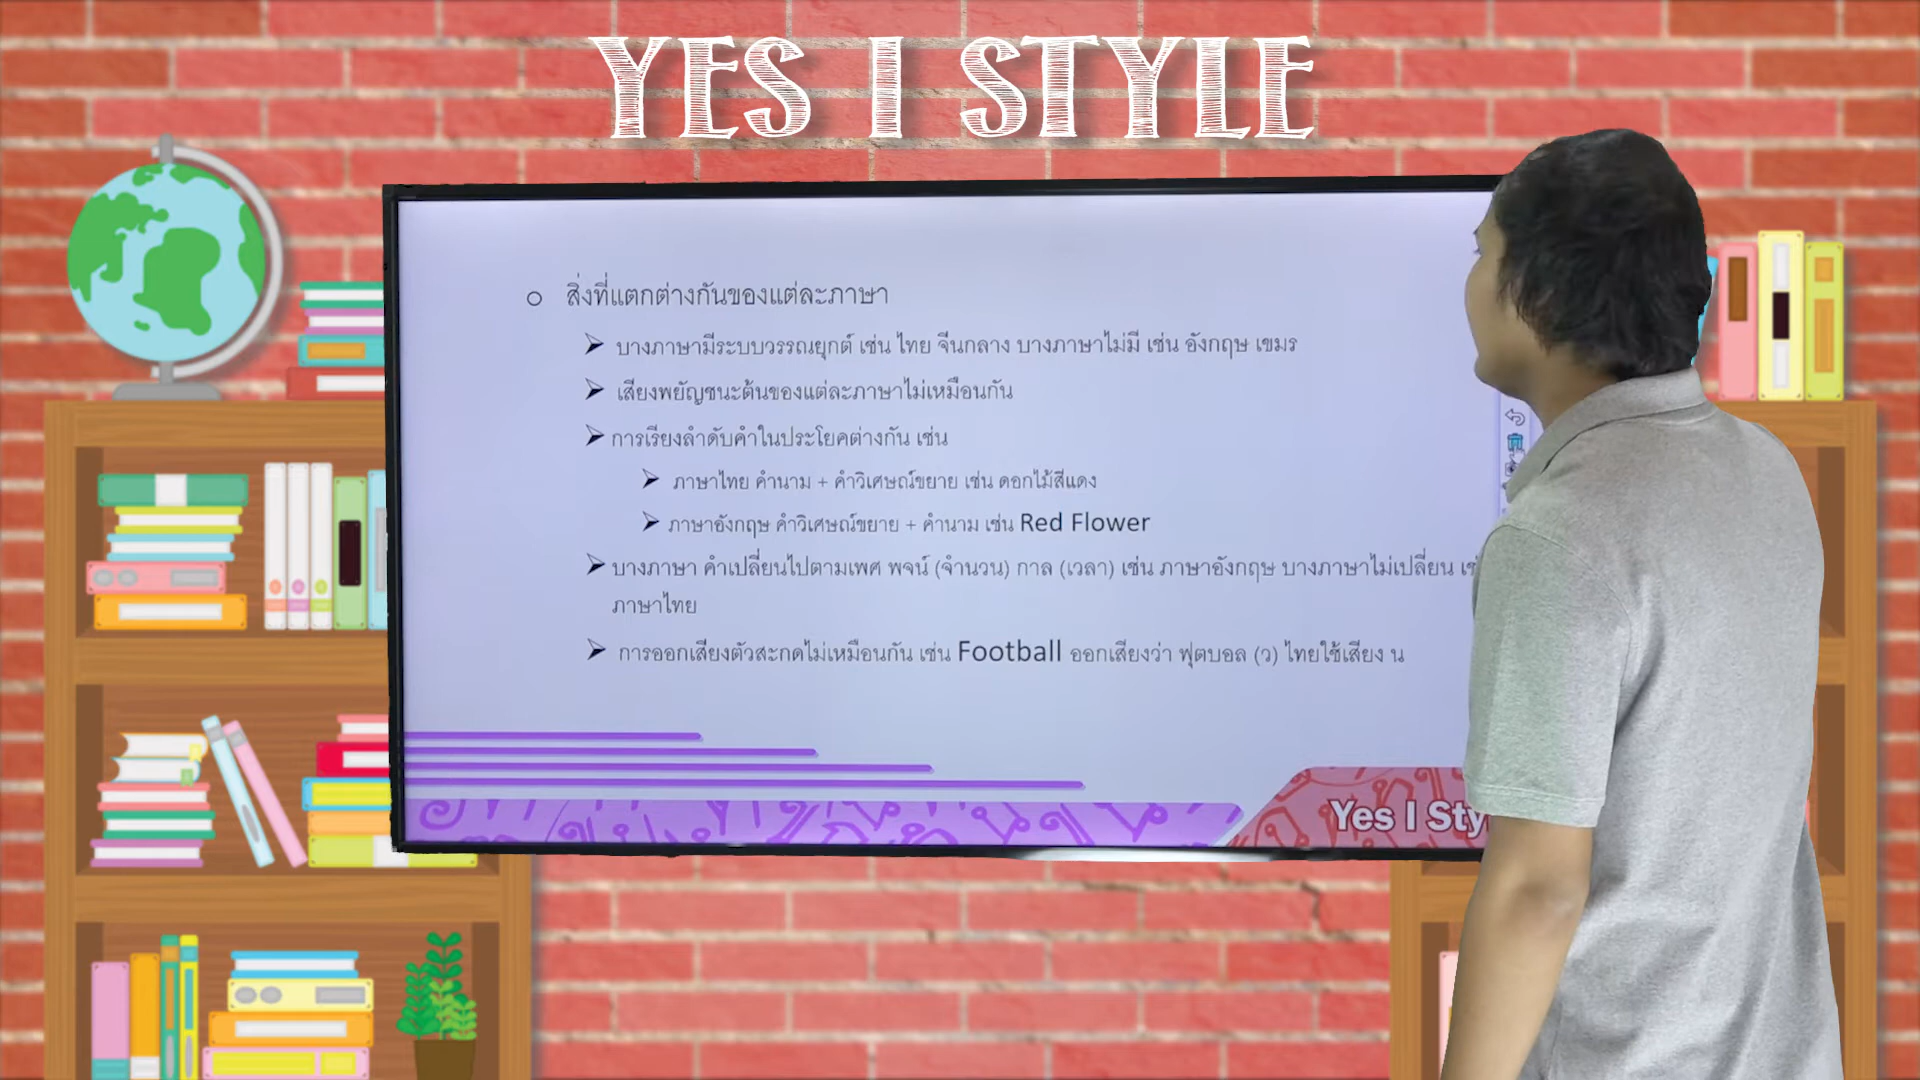 YES I STYLE
สิ่งที่แตกต่างกันของแต่ละภาษา
บางภาษามีระบบวรรณยุกต์ เช่น ไทย จีนกลาง บางภาษาไม่มี เช่น อังกฤษ เขมร
เสียงพยัญชนะต้นของแต่ละภาษาไม่เหมือนกัน
การเรียงลำดับคำในประโยคต่างกัน เช่น
ภาษาไทย คำนาม + คำวิเศษณ์ขยาย เช่น ดอกไม้สีแดง
ภาษาอังกฤษ คำวิเศษณ์ขยาย + คำนาม เช่น Red Flower
บางภาษา คำเปลี่ยนไปตามเพศ พจน์ (จำนวน) กาล (เวลา) เช่น ภาษาอังกฤษ บางภาษาไม่เปลี่ยน
ภาษาไทย
การออกเสียงตัวสะกดไม่เหมือนกัน เช่น Football ออกเสียงว่า ฟุตบอล (ว) ไทยใช้เสียง น
Yes I